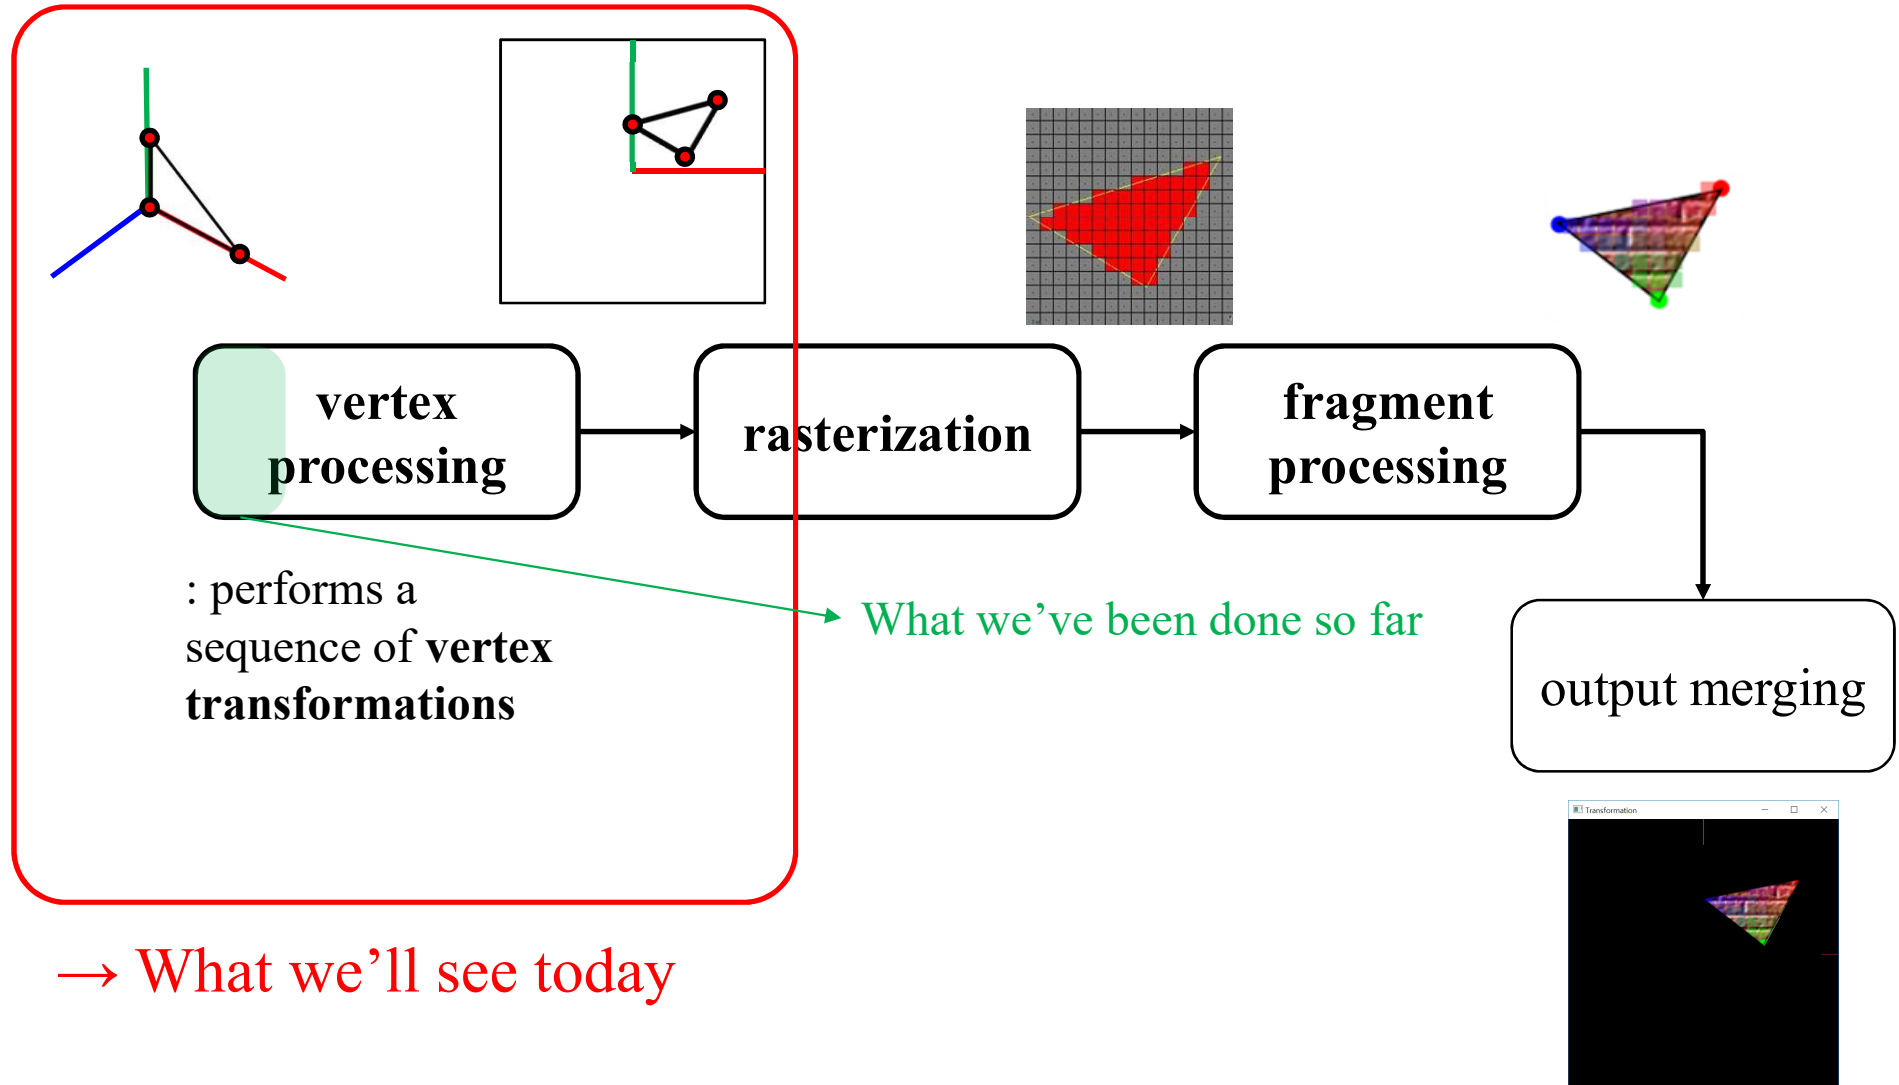 vertex
processing
rasterization
fragment
processing
: performs a
sequence of vertex
transformations
What we’ve been done so far
output merging
Transformation
→ What we’ll see today